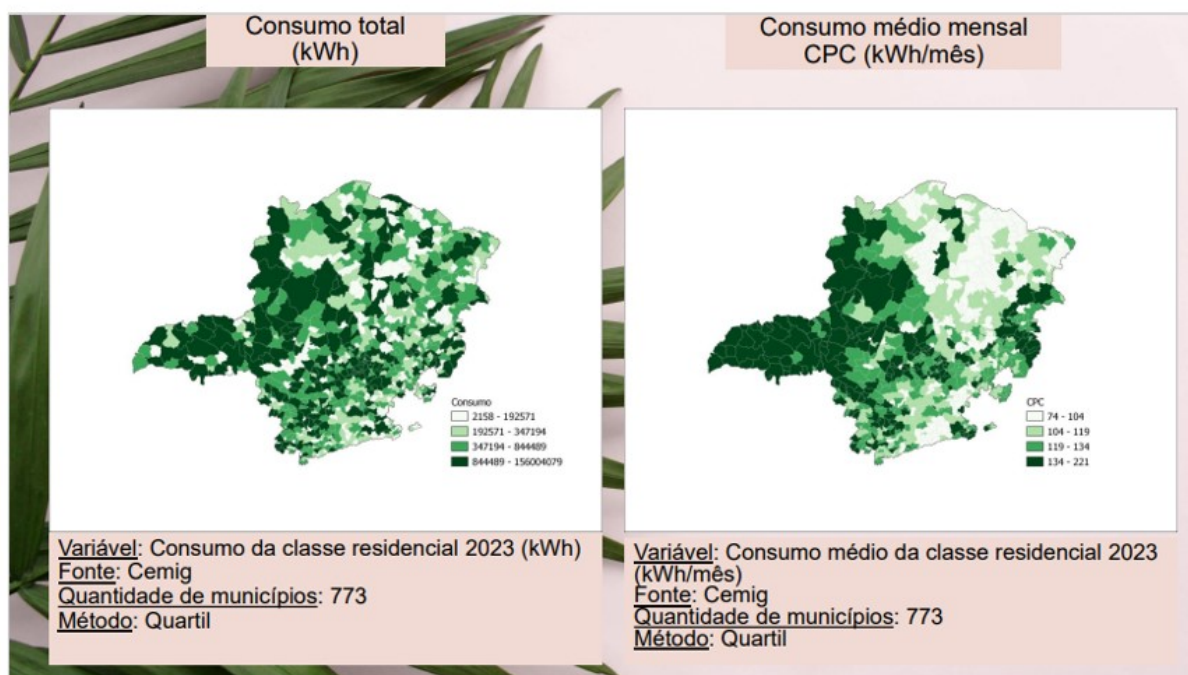 Consumo total
(kWh)
Consumo médio mensal
CPC (kWh/mês)
Consumo
2158 - 192571
192571 - 347194
347194 - 844489
844489 - 156004079
CPC
74 - 104
104 - 119
119 - 134
134 - 221
Variável: Consumo da classe residencial 2023 (kWh)
Fonte: Cemig
Quantidade de municípios: 773
Método: Quartil
Variável: Consumo médio da classe residencial 2023
(kWh/mês)
Fonte: Cemig
Quantidade de municípios: 773
Método: Quartil